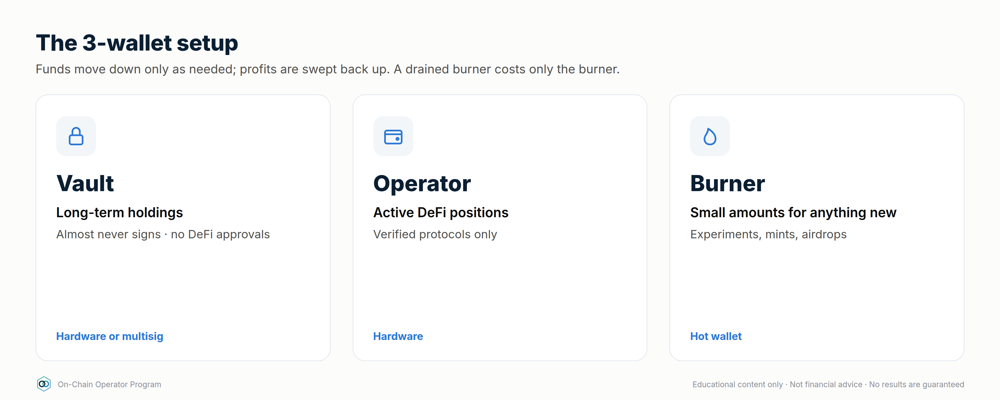 The 3-wallet setup
Funds move down only as needed; profits are swept back up. A drained burner costs only the burner.
Vault
Long-term holdings
Almost never signs · no DeFi approvals
Hardware or multisig
Operator
Active DeFi positions
Verified protocols only
Hardware
Burner
Small amounts for anything new
Experiments, mints, airdrops
Hot wallet
On-Chain Operator Program
Educational content only · Not financial advice · No results are guaranteed